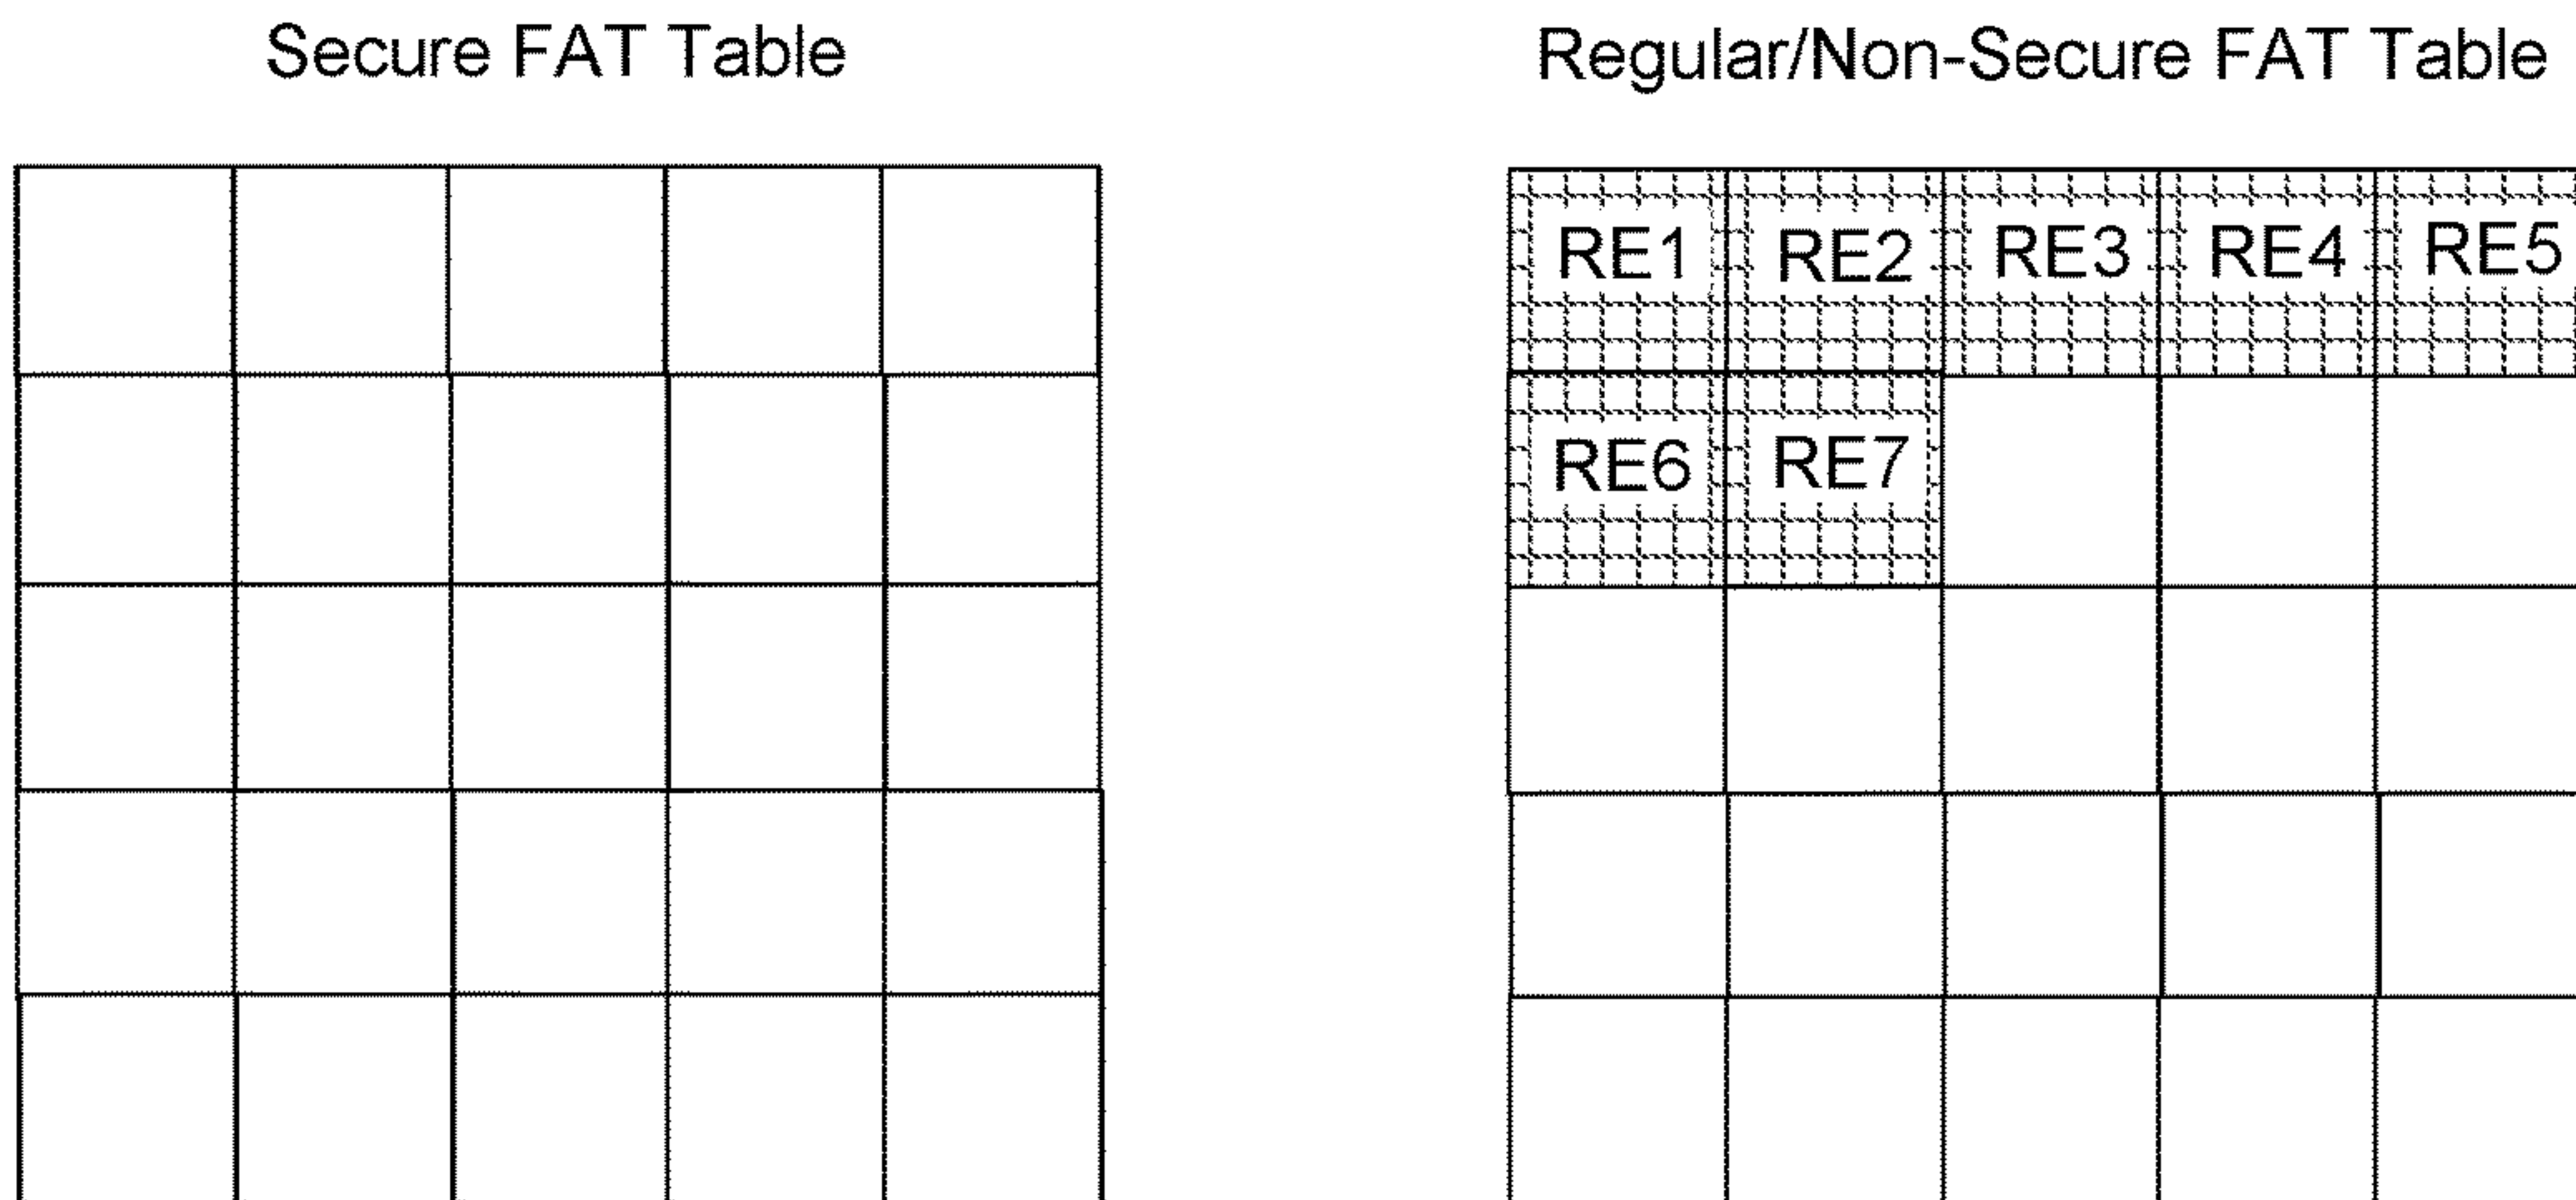 Secure FAT Table
Regular/Non-Secure FAT Table
RE1 RE2 RE3 RE4 RE5
RE6 RE7